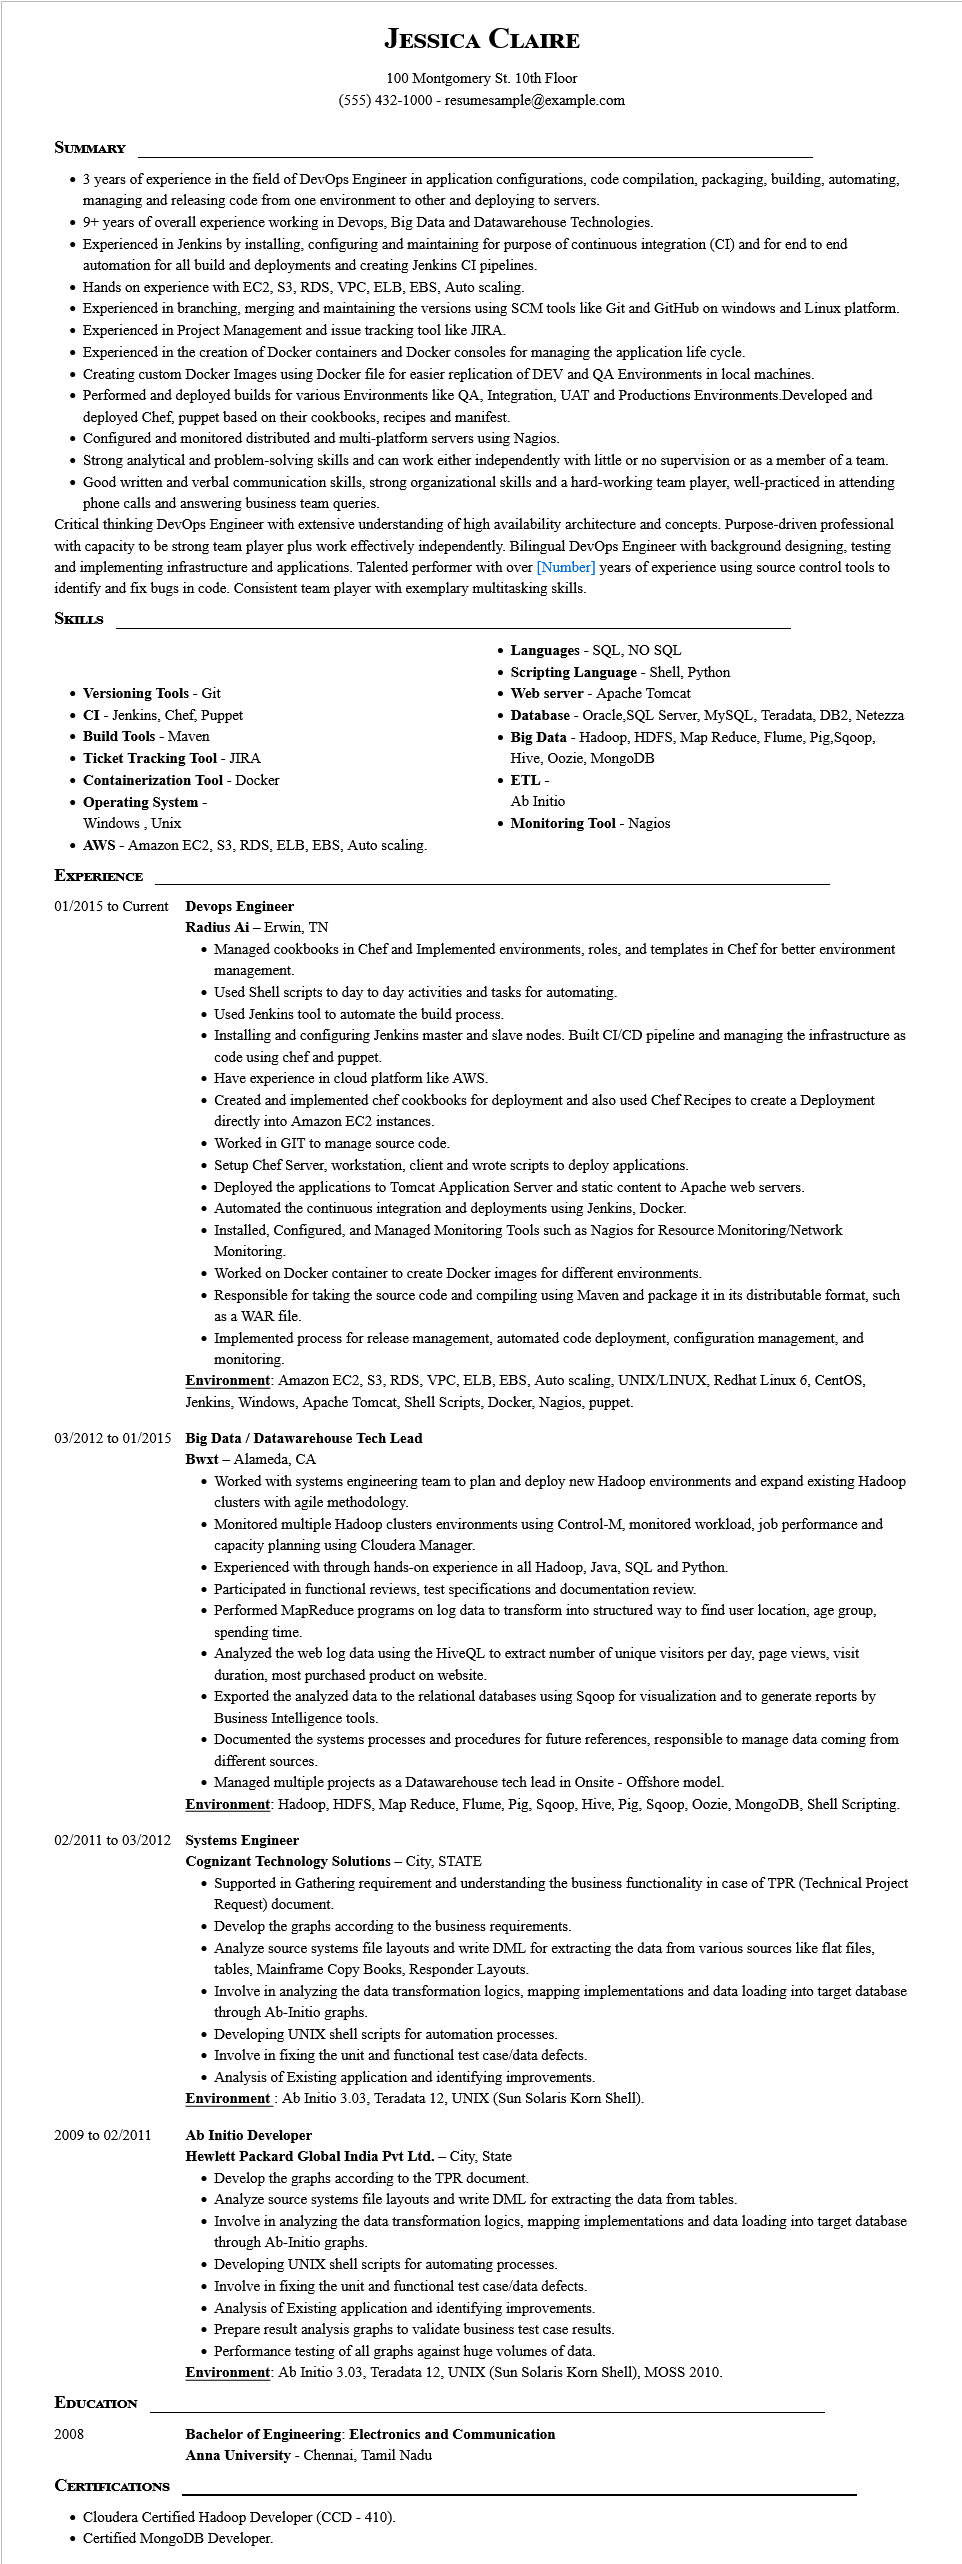 Jessica Claire
100 Montgomery St. 10th Floor
(555) 432-1000 - resumesample@example.com
Summary
• 3 years of experience in the field of DevOps Engineer in application configurations, code compilation, packaging, building, automating,
managing and releasing code from one environment to other and deploying to servers.
• 9+ years of overall experience working in Devops, Big Data and Datawarehouse Technologies.
• Experienced in Jenkins by installing, configuring and maintaining for purpose of continuous integration (CI) and for end to end
automation for all build and deployments and creating Jenkins CI pipelines.
• Hands on experience with EC2, S3, RDS, VPC, ELB, EBS, Auto scaling.
• Experienced in branching, merging and maintaining the versions using SCM tools like Git and GitHub on windows and Linux platform.
• Experienced in Project Management and issue tracking tool like JIRA.
• Experienced in the creation of Docker containers and Docker consoles for managing the application life cycle.
• Creating custom Docker Images using Docker file for easier replication of DEV and QA Environments in local machines.
• Performed and deployed builds for various Environments like QA, Integration, UAT and Productions Environments.Developed and
deployed Chef, puppet based on their cookbooks, recipes and manifest.
• Configured and monitored distributed and multi-platform servers using Nagios.
• Strong analytical and problem-solving skills and can work either independently with little or no supervision or as a member of a team.
• Good written and verbal communication skills, strong organizational skills and a hard-working team player, well-practiced in attending
phone calls and answering business team queries.
Critical thinking DevOps Engineer with extensive understanding of high availability architecture and concepts. Purpose-driven professional
with capacity to be strong team player plus work effectively independently. Bilingual DevOps Engineer with background designing, testing
and implementing infrastructure and applications. Talented performer with over [Number] years of experience using source control tools to
identify and fix bugs in code. Consistent team player with exemplary multitasking skills.
Skills
• Versioning Tools - Git
• CI - Jenkins, Chef, Puppet
• Build Tools - Maven
• Ticket Tracking Tool - JIRA
• Containerization Tool - Docker
• Operating System -
Windows , Unix
• AWS - Amazon EC2, S3, RDS, ELB, EBS, Auto scaling.
• Languages - SQL, NO SQL
• Scripting Language - Shell, Python
• Web server - Apache Tomcat
• Database - Oracle,SQL Server, MySQL, Teradata, DB2, Netezza
• Big Data - Hadoop, HDFS, Map Reduce, Flume, Pig,Sqoop,
Hive, Oozie, MongoDB
• ETL -
Ab Initio
• Monitoring Tool - Nagios
Experience
01/2015 to Current Devops Engineer
Radius Ai – Erwin, TN
• Managed cookbooks in Chef and Implemented environments, roles, and templates in Chef for better environment
management.
• Used Shell scripts to day to day activities and tasks for automating.
• Used Jenkins tool to automate the build process.
• Installing and configuring Jenkins master and slave nodes. Built CI/CD pipeline and managing the infrastructure as
code using chef and puppet.
• Have experience in cloud platform like AWS.
• Created and implemented chef cookbooks for deployment and also used Chef Recipes to create a Deployment
directly into Amazon EC2 instances.
• Worked in GIT to manage source code.
• Setup Chef Server, workstation, client and wrote scripts to deploy applications.
• Deployed the applications to Tomcat Application Server and static content to Apache web servers.
• Automated the continuous integration and deployments using Jenkins, Docker.
• Installed, Configured, and Managed Monitoring Tools such as Nagios for Resource Monitoring/Network
Monitoring.
• Worked on Docker container to create Docker images for different environments.
• Responsible for taking the source code and compiling using Maven and package it in its distributable format, such
as a WAR file.
• Implemented process for release management, automated code deployment, configuration management, and
monitoring.
Environment: Amazon EC2, S3, RDS, VPC, ELB, EBS, Auto scaling, UNIX/LINUX, Redhat Linux 6, CentOS,
Jenkins, Windows, Apache Tomcat, Shell Scripts, Docker, Nagios, puppet.
03/2012 to 01/2015 Big Data / Datawarehouse Tech Lead
Bwxt – Alameda, CA
• Worked with systems engineering team to plan and deploy new Hadoop environments and expand existing Hadoop
clusters with agile methodology.
• Monitored multiple Hadoop clusters environments using Control-M, monitored workload, job performance and
capacity planning using Cloudera Manager.
• Experienced with through hands-on experience in all Hadoop, Java, SQL and Python.
• Participated in functional reviews, test specifications and documentation review.
• Performed MapReduce programs on log data to transform into structured way to find user location, age group,
spending time.
• Analyzed the web log data using the HiveQL to extract number of unique visitors per day, page views, visit
duration, most purchased product on website.
• Exported the analyzed data to the relational databases using Sqoop for visualization and to generate reports by
Business Intelligence tools.
• Documented the systems processes and procedures for future references, responsible to manage data coming from
different sources.
• Managed multiple projects as a Datawarehouse tech lead in Onsite - Offshore model.
Environment: Hadoop, HDFS, Map Reduce, Flume, Pig, Sqoop, Hive, Pig, Sqoop, Oozie, MongoDB, Shell Scripting.
02/2011 to 03/2012 Systems Engineer
Cognizant Technology Solutions – City, STATE
• Supported in Gathering requirement and understanding the business functionality in case of TPR (Technical Project
Request) document.
• Develop the graphs according to the business requirements.
• Analyze source systems file layouts and write DML for extracting the data from various sources like flat files,
tables, Mainframe Copy Books, Responder Layouts.
• Involve in analyzing the data transformation logics, mapping implementations and data loading into target database
through Ab-Initio graphs.
• Developing UNIX shell scripts for automation processes.
• Involve in fixing the unit and functional test case/data defects.
• Analysis of Existing application and identifying improvements.
Environment : Ab Initio 3.03, Teradata 12, UNIX (Sun Solaris Korn Shell).
2009 to 02/2011 Ab Initio Developer
Hewlett Packard Global India Pvt Ltd. – City, State
• Develop the graphs according to the TPR document.
• Analyze source systems file layouts and write DML for extracting the data from tables.
• Involve in analyzing the data transformation logics, mapping implementations and data loading into target database
through Ab-Initio graphs.
• Developing UNIX shell scripts for automating processes.
• Involve in fixing the unit and functional test case/data defects.
• Analysis of Existing application and identifying improvements.
• Prepare result analysis graphs to validate business test case results.
• Performance testing of all graphs against huge volumes of data.
Environment: Ab Initio 3.03, Teradata 12, UNIX (Sun Solaris Korn Shell), MOSS 2010.
Education
2008 Bachelor of Engineering: Electronics and Communication
Anna University - Chennai, Tamil Nadu
Certifications
• Cloudera Certified Hadoop Developer (CCD - 410).
• Certified MongoDB Developer.